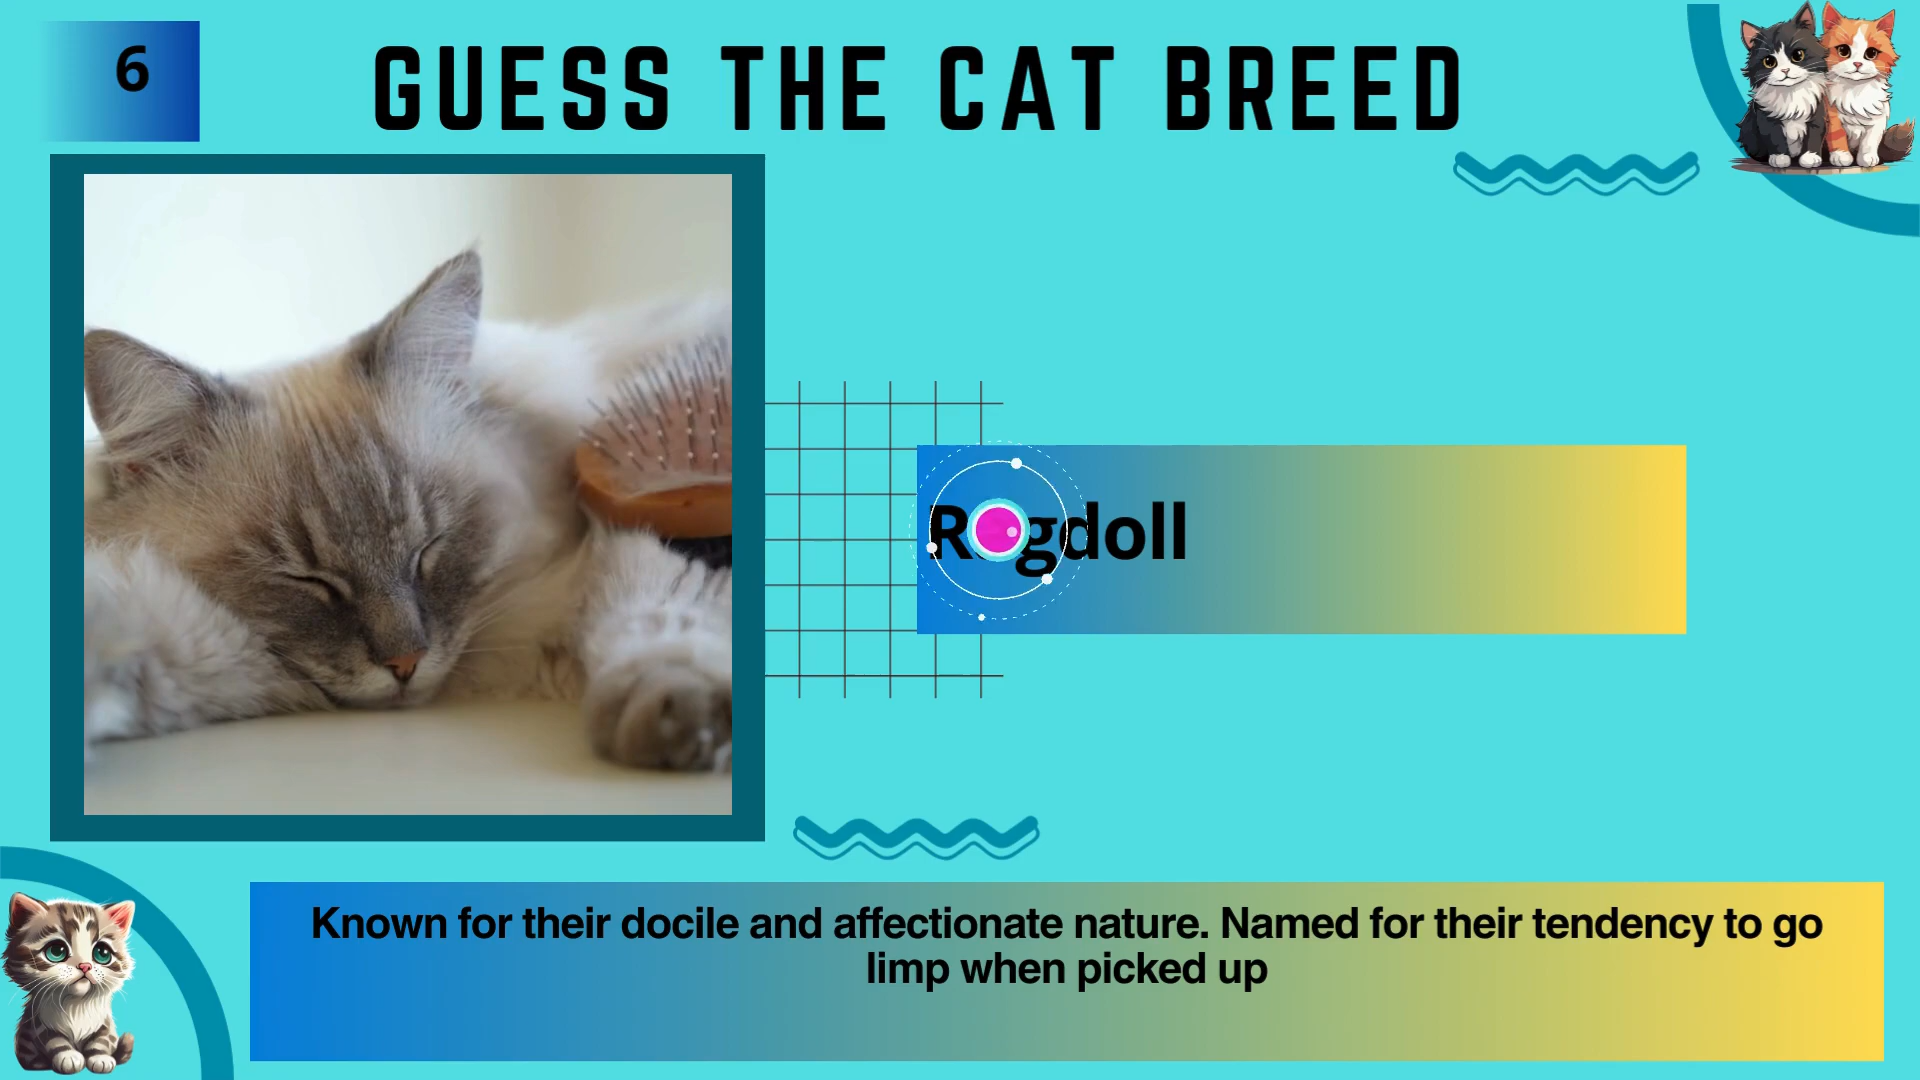 6
GUESS THE CAT BREED
Ragdoll
Known for their docile and affectionate nature. Named for their tendency to go
limp when picked up